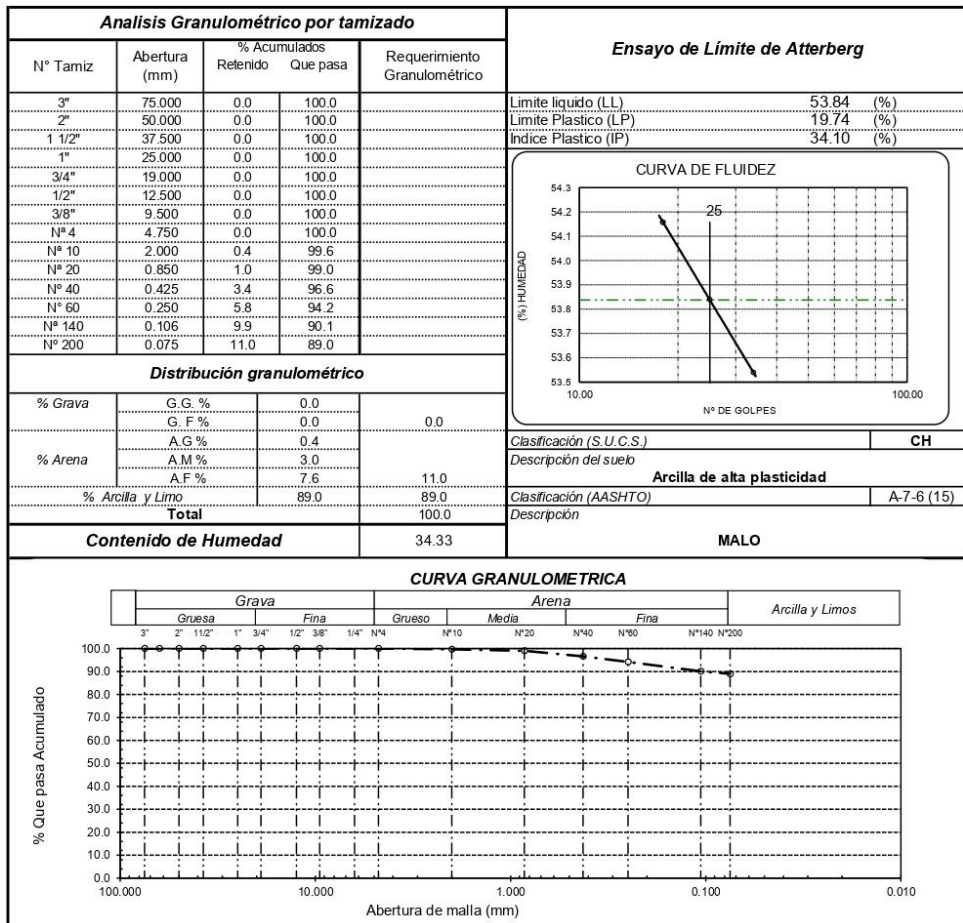 Analisis Granulométrico por tamizado
N° Tamiz Abertura (mm) % Acumulados Retenido Que pasa Requerimiento Granulométrico
3" 75.000 0.0 100.0
2" 50.000 0.0 100.0
1 1/2" 37.500 0.0 100.0
1" 25.000 0.0 100.0
3/4" 19.000 0.0 100.0
1/2" 12.500 0.0 100.0
3/8" 9.500 0.0 100.0
Nª 4 4.750 0.0 100.0
Nª 10 2.000 0.4 99.6
Nª 20 0.850 1.0 99.0
N° 40 0.425 3.4 96.6
N° 60 0.250 5.8 94.2
Nª 140 0.106 9.9 90.1
Nº 200 0.075 11.0 89.0
Distribución granulométrico
% Grava G.G. % 0.0
G. F % 0.0 0.0
A.G % 0.4
% Arena A.M % 3.0
A.F % 7.6 11.0
% Arcilla y Limo 89.0 89.0
Total 100.0
Contenido de Humedad 34.33
Ensayo de Límite de Atterberg
Limite liquido (LL) 53.84 (%)
Limite Plastico (LP) 19.74 (%)
Indice Plastico (IP) 34.10 (%)
CURVA DE FLUIDEZ
(%) HUMEDAD
54.3
54.2
54.1
54.0
53.9
53.8
53.7
53.6
53.5
25
10.00 100.00
Nº DE GOLPES
Clasificación (S.U.C.S.) CH
Descripción del suelo
Arcilla de alta plasticidad
Clasificación (AASHTO) A-7-6 (15)
Descripción
MALO
CURVA GRANULOMETRICA
Grava Arena Arcilla y Limos
Gruesa Fina Grueso Media Fina
3" 2" 11/2" 1" 3/4" 1/2" 3/8" 1/4" N°4 N°10 N°20 N°40 N°60 N°140 N°200
% Que pasa Acumulado
100.0
90.0
80.0
70.0
60.0
50.0
40.0
30.0
20.0
10.0
0.0
100.000 10.000 1.000 0.100 0.010
Abertura de malla (mm)